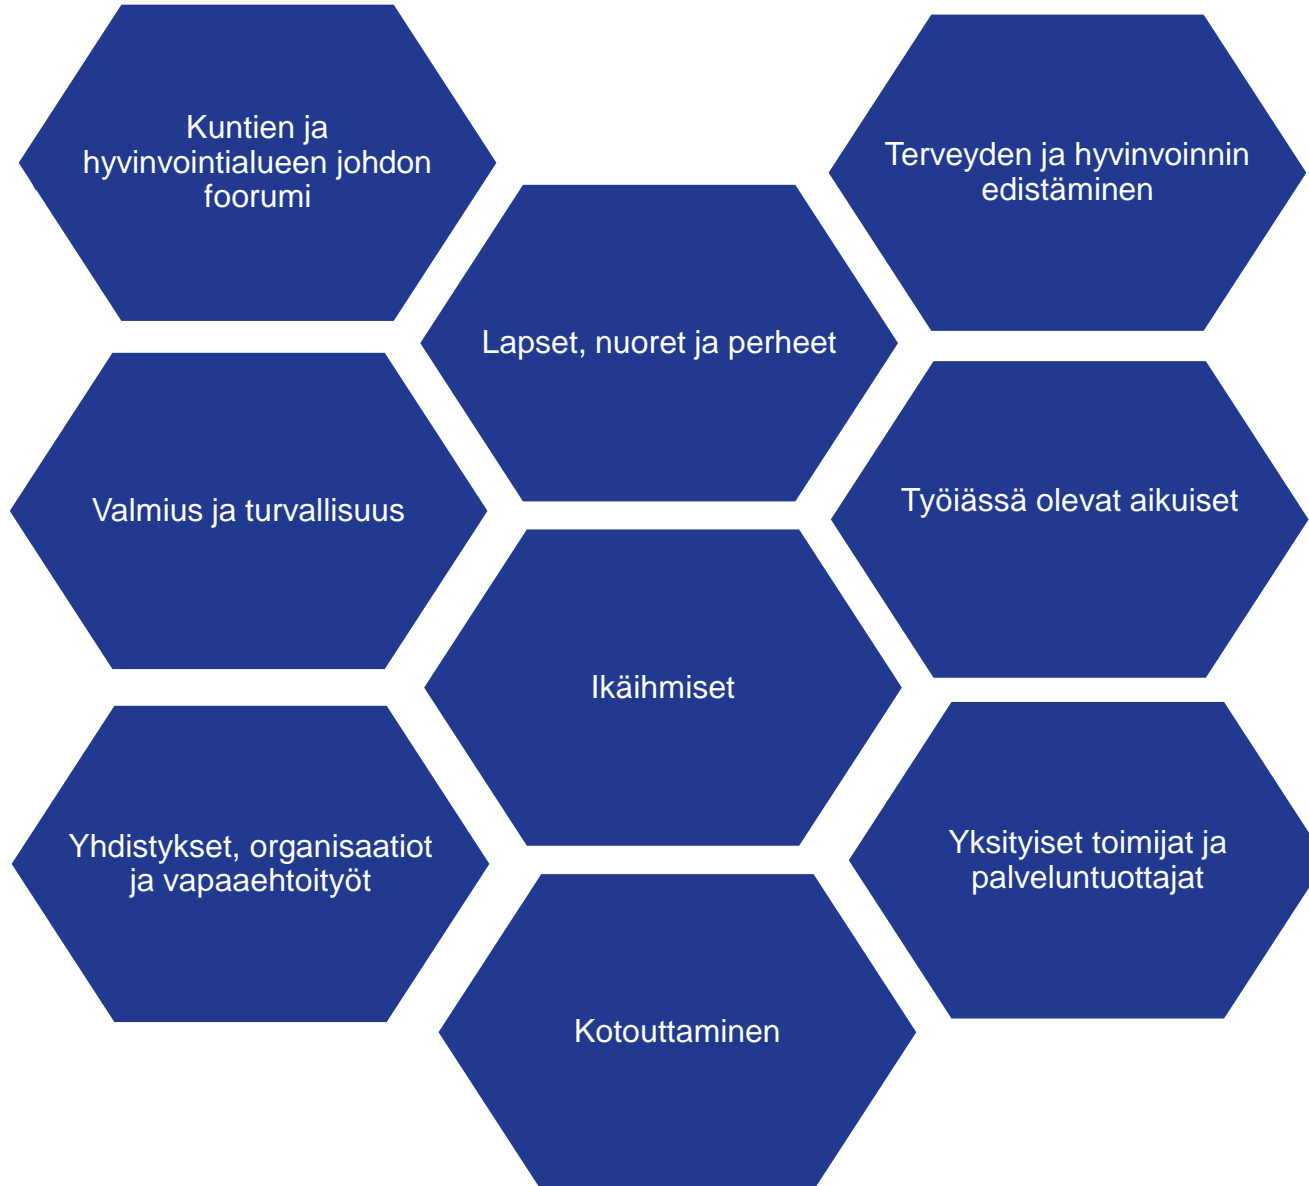 Kuntien ja
hyvinvointialueen johdon
foorumi
Terveyden ja hyvinvoinnin
edistäminen
Lapset, nuoret ja perheet
Valmius ja turvallisuus
Työiässä olevat aikuiset
Ikäihmiset
Yhdistykset, organisaatiot
ja vapaaehtoityöt
Yksityiset toimijat ja
palveluntuottajat
Kotouttaminen